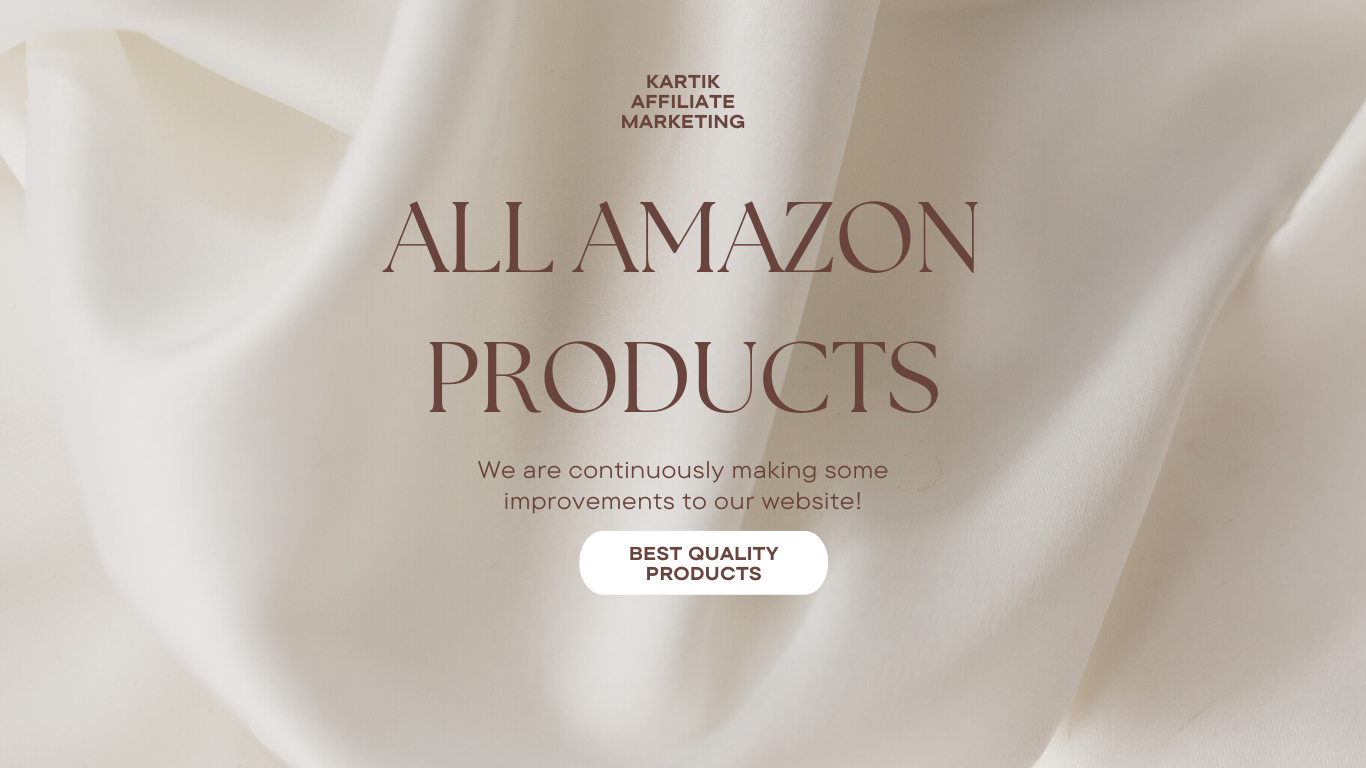 KARTIK
AFFILIATE
MARKETING
ALL AMAZON
PRODUCTS
We are continuously making some
improvements to our website!
BEST QUALITY
PRODUCTS